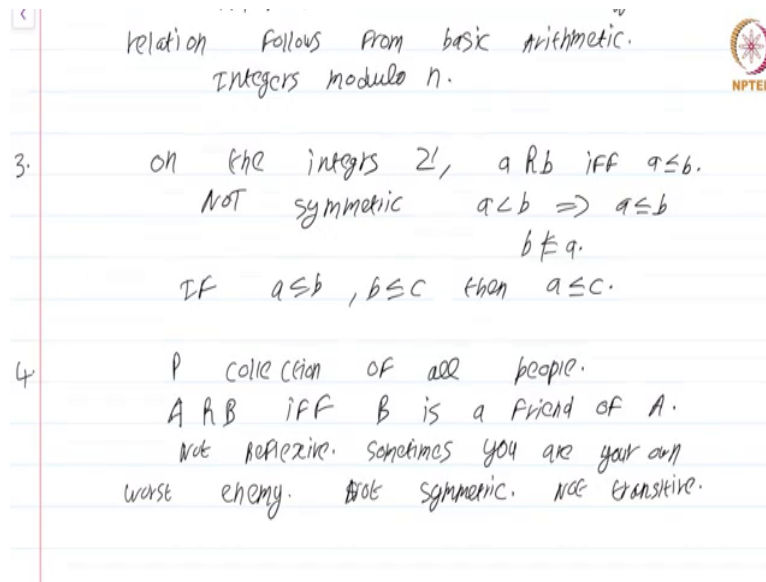 relation follows from basic Arithmetic.
Integers modulo n.
NPTEL
3. on the integrs ℤ, a R b iff a≤b.
NOT symmetric a<b ⇒ a≤b
b≰a.
If a≤b, b≤c then a≤c.
4. P collection of all people.
A R B iff B is a friend of A.
Not Reflexive. Sometimes you are your own
worst enemy. Not symmetric. Not transitive.